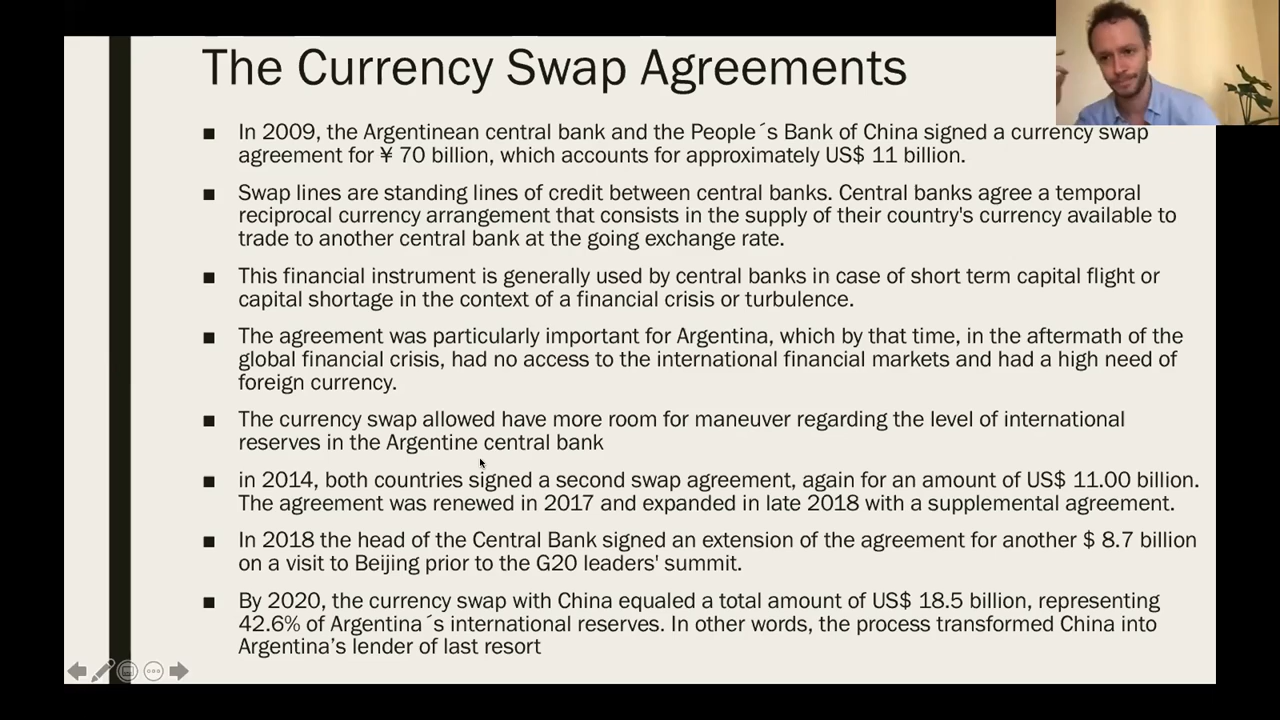 The Currency Swap Agreements
■ In 2009, the Argentinean central bank and the People´s Bank of China signed a currency swap
agreement for ¥ 70 billion, which accounts for approximately US$ 11 billion.
■ Swap lines are standing lines of credit between central banks. Central banks agree a temporal
reciprocal currency arrangement that consists in the supply of their country's currency available to
trade to another central bank at the going exchange rate.
■ This financial instrument is generally used by central banks in case of short term capital flight or
capital shortage in the context of a financial crisis or turbulence.
■ The agreement was particularly important for Argentina, which by that time, in the aftermath of the
global financial crisis, had no access to the international financial markets and had a high need of
foreign currency.
■ The currency swap allowed have more room for maneuver regarding the level of international
reserves in the Argentine central bank
■ in 2014, both countries signed a second swap agreement, again for an amount of US$ 11.00 billion.
The agreement was renewed in 2017 and expanded in late 2018 with a supplemental agreement.
■ In 2018 the head of the Central Bank signed an extension of the agreement for another $ 8.7 billion
on a visit to Beijing prior to the G20 leaders' summit.
■ By 2020, the currency swap with China equaled a total amount of US$ 18.5 billion, representing
42.6% of Argentina´s international reserves. In other words, the process transformed China into
Argentina’s lender of last resort